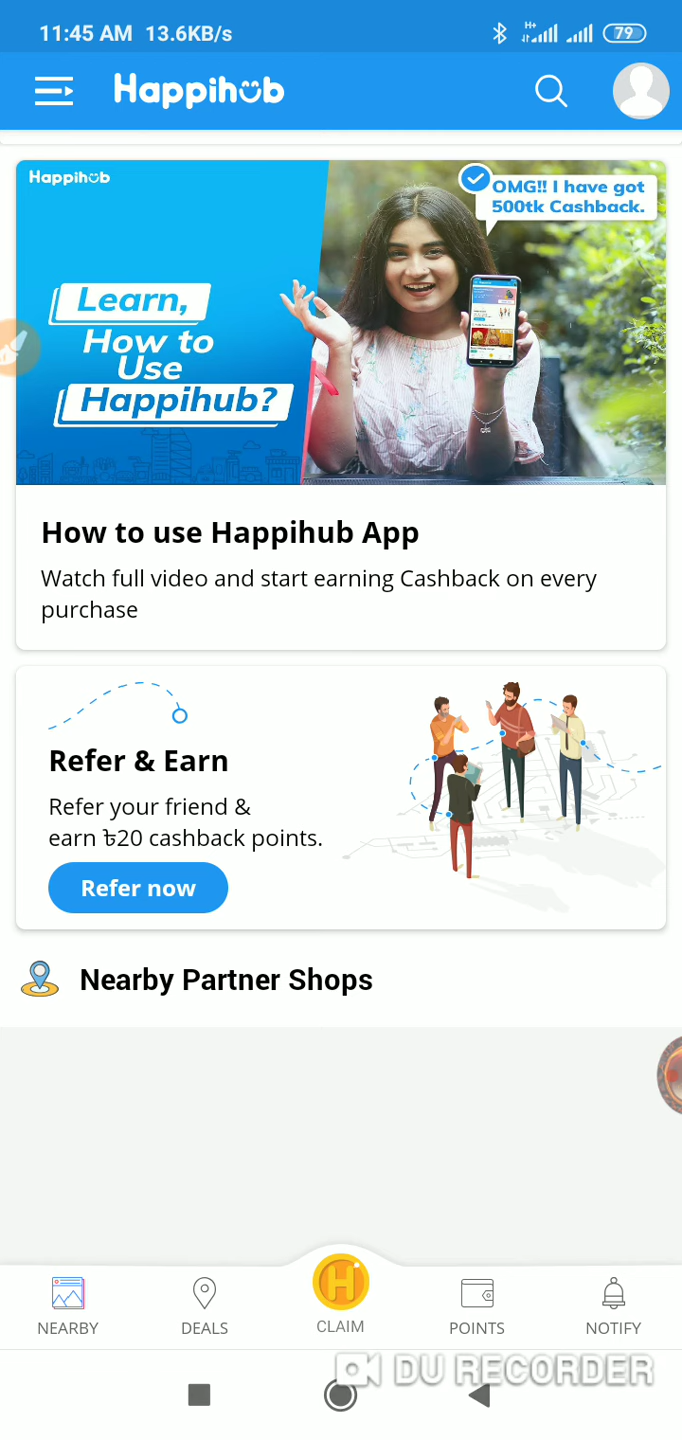 11:45 AM 13.6KB/s
H+
79
Happihub
Happihub
OMG!! I have got
500tk Cashback.
Learn,
How to
Use
Happihub?
How to use Happihub App
Watch full video and start earning Cashback on every
purchase
Refer & Earn
Refer your friend &
earn ৳20 cashback points.
Refer now
Nearby Partner Shops
H
NEARBY
DEALS
CLAIM
POINTS
NOTIFY
DU RECORDER